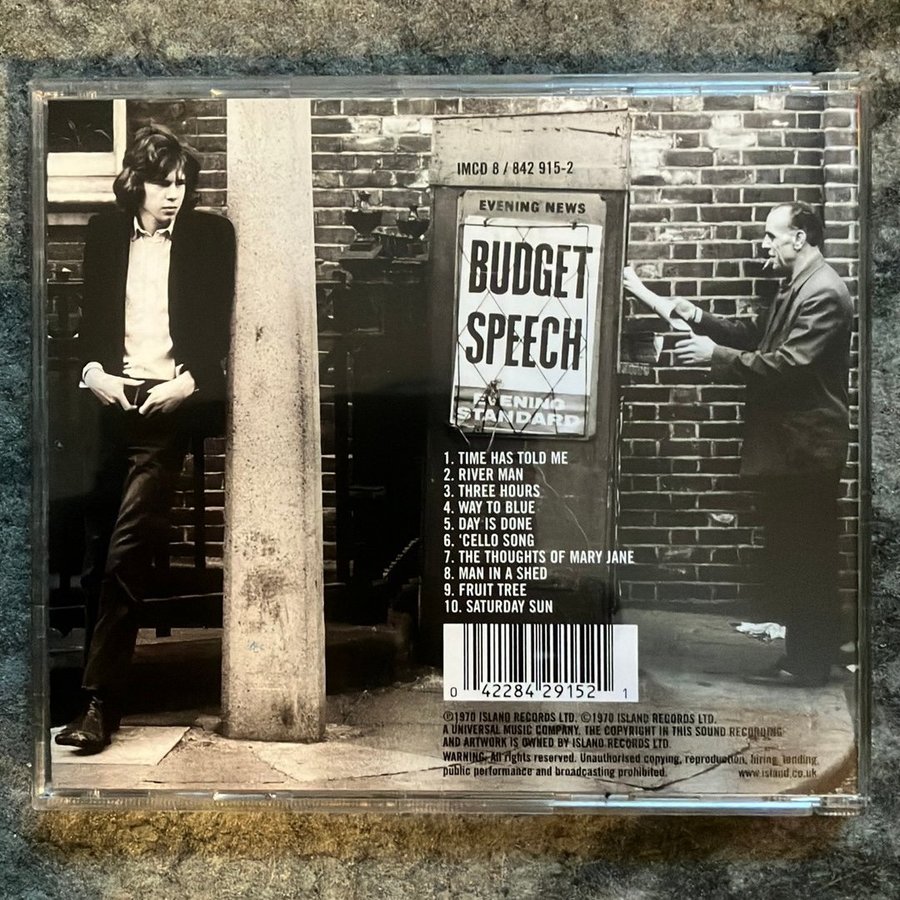 IMCD 8 / 842 915-2
EVENING NEWS
BUDGET
SPEECH
EVENING
STANDARD
1. TIME HAS TOLD ME
2. RIVER MAN
3. THREE HOURS
4. WAY TO BLUE
5. DAY IS DONE
6. 'CELLO SONG
7. THE THOUGHTS OF MARY JANE
8. MAN IN A SHED
9. FRUIT TREE
10. SATURDAY SUN
0 42284 29152 1
℗1970 ISLAND RECORDS LTD. ©1970 ISLAND RECORDS LTD.
A UNIVERSAL MUSIC COMPANY. THE COPYRIGHT IN THIS SOUND RECORDING
AND ARTWORK IS OWNED BY ISLAND RECORDS LTD.
WARNING: All rights reserved. Unauthorised copying, reproduction, hiring, lending,
public performance and broadcasting prohibited. www.island.co.uk